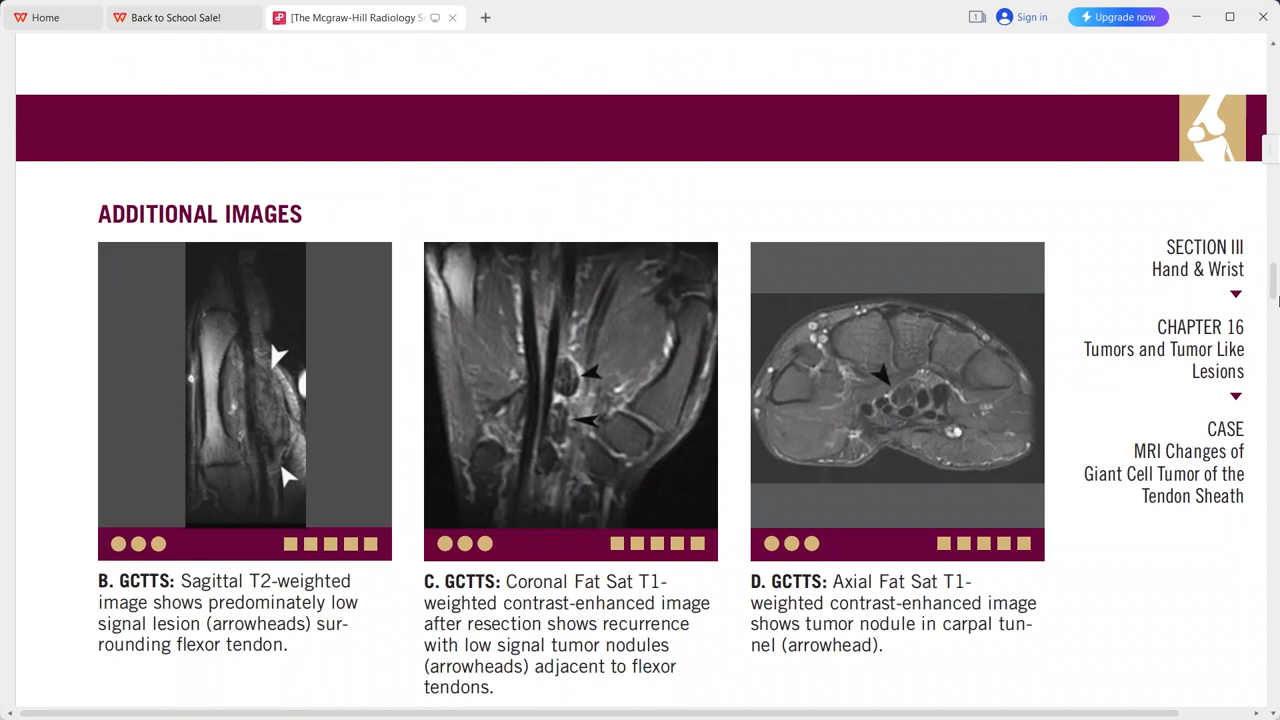 Home
Back to School Sale!
[The Mcgraw-Hill Radiology S
1
Sign in
Upgrade now
ADDITIONAL IMAGES
B. GCTTS: Sagittal T2-weighted
image shows predominately low
signal lesion (arrowheads) sur-
rounding flexor tendon.
C. GCTTS: Coronal Fat Sat T1-
weighted contrast-enhanced image
after resection shows recurrence
with low signal tumor nodules
(arrowheads) adjacent to flexor
tendons.
D. GCTTS: Axial Fat Sat T1-
weighted contrast-enhanced image
shows tumor nodule in carpal tun-
nel (arrowhead).
SECTION III
Hand & Wrist
CHAPTER 16
Tumors and Tumor Like
Lesions
CASE
MRI Changes of
Giant Cell Tumor of the
Tendon Sheath